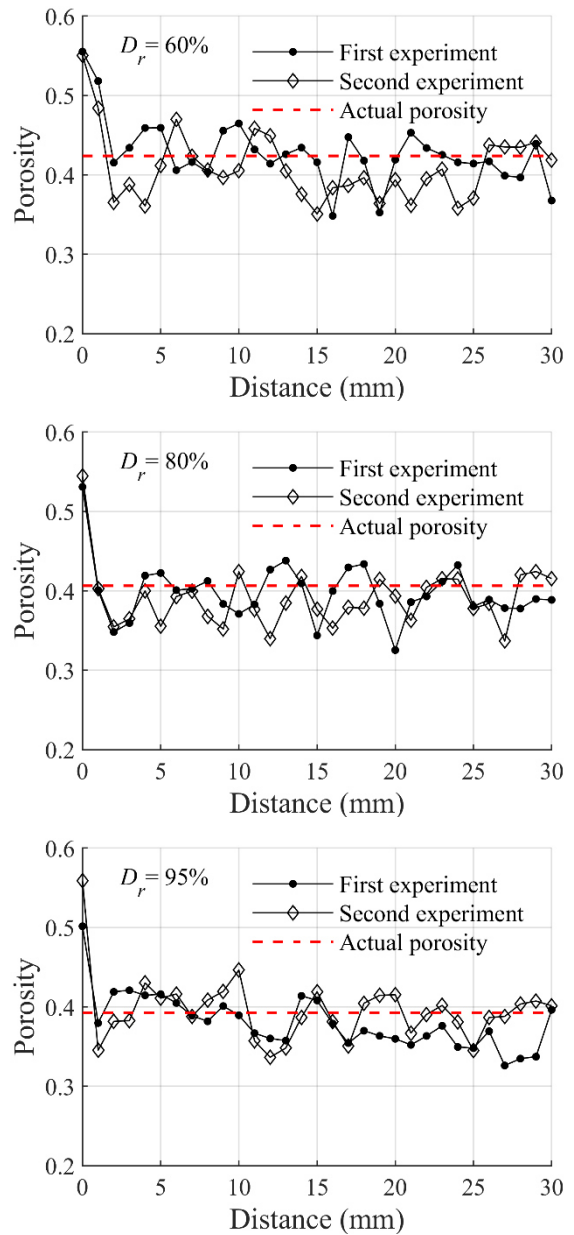 0.6
D_r = 60%
First experiment
Second experiment
Actual porosity
0.5
0.4
0.3
0.2
Porosity
0 5 10 15 20 25 30
Distance (mm)
0.6
D_r = 80%
First experiment
Second experiment
Actual porosity
0.5
0.4
0.3
0.2
Porosity
0 5 10 15 20 25 30
Distance (mm)
0.6
D_r = 95%
First experiment
Second experiment
Actual porosity
0.5
0.4
0.3
0.2
Porosity
0 5 10 15 20 25 30
Distance (mm)